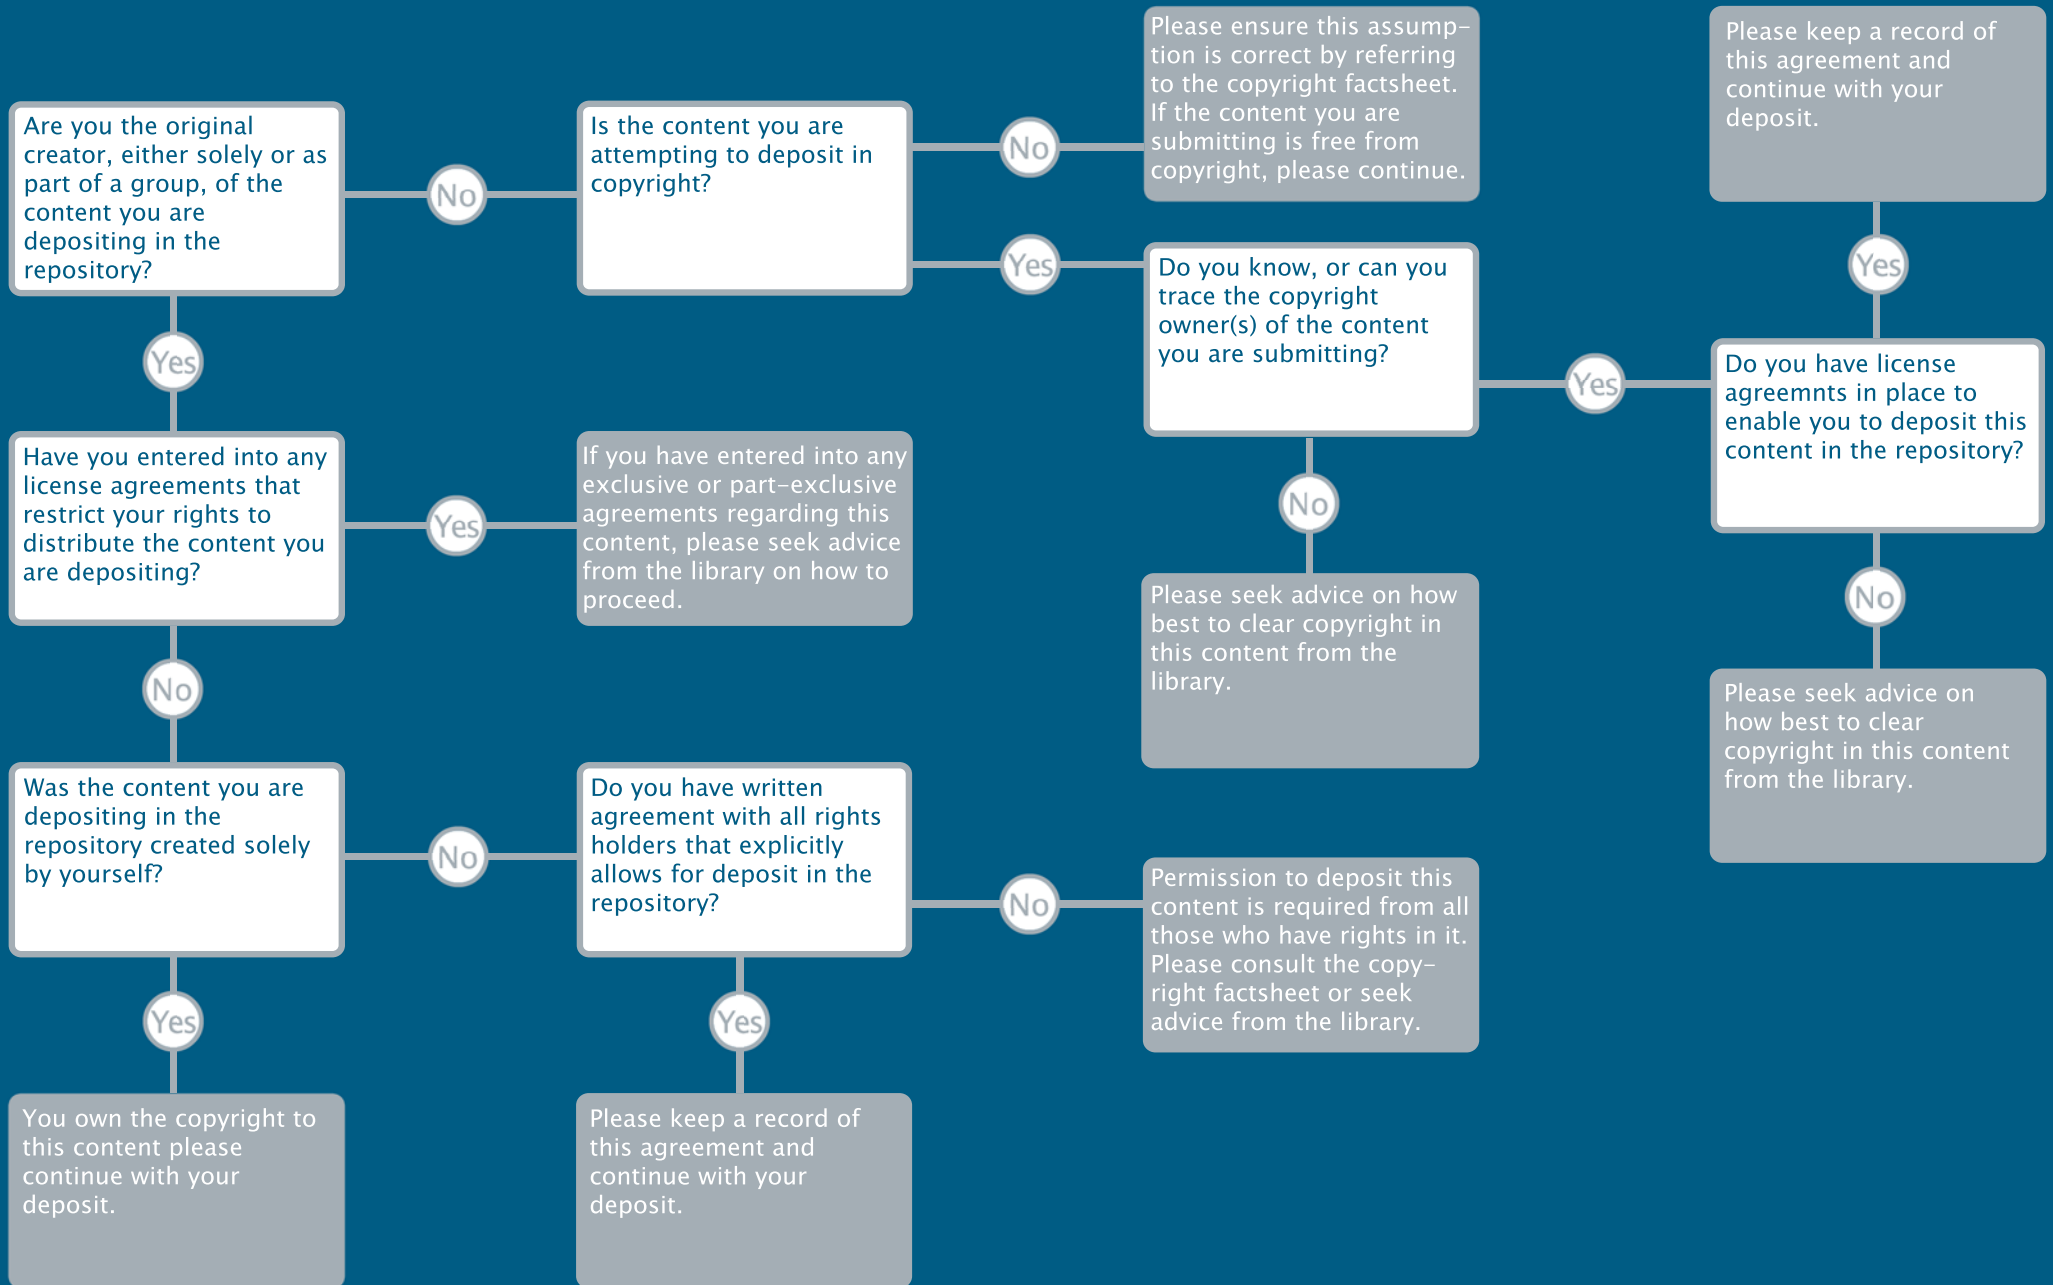 Are you the original
creator, either solely or as
part of a group, of the
content you are
depositing in the
repository?
No
Is the content you are
attempting to deposit in
copyright?
No
Please ensure this assump-
tion is correct by referring
to the copyright factsheet.
If the content you are
submitting is free from
copyright, please continue.
Yes
Do you know, or can you
trace the copyright
owner(s) of the content
you are submitting?
Yes
Do you have license
agreemnts in place to
enable you to deposit this
content in the repository?
Yes
Please keep a record of
this agreement and
continue with your
deposit.
No
Please seek advice on
how best to clear
copyright in this content
from the library.
No
Please seek advice on how
best to clear copyright in
this content from the
library.
Yes
Have you entered into any
license agreements that
restrict your rights to
distribute the content you
are depositing?
Yes
If you have entered into any
exclusive or part-exclusive
agreements regarding this
content, please seek advice
from the library on how to
proceed.
No
Was the content you are
depositing in the
repository created solely
by yourself?
No
Do you have written
agreement with all rights
holders that explicitly
allows for deposit in the
repository?
No
Permission to deposit this
content is required from all
those who have rights in it.
Please consult the copy-
right factsheet or seek
advice from the library.
Yes
You own the copyright to
this content please
continue with your
deposit.
Yes
Please keep a record of
this agreement and
continue with your
deposit.